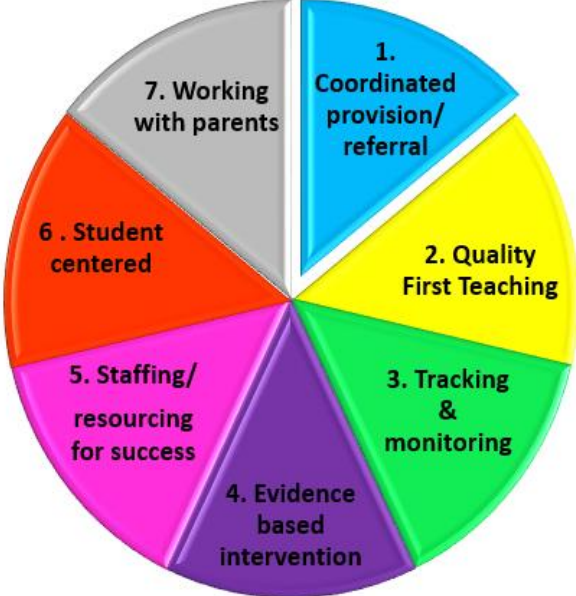 1.
Coordinated
provision/
referral
2. Quality
First Teaching
3. Tracking
&
monitoring
4. Evidence
based
intervention
5. Staffing/
resourcing
for success
6 . Student
centered
7. Working
with parents